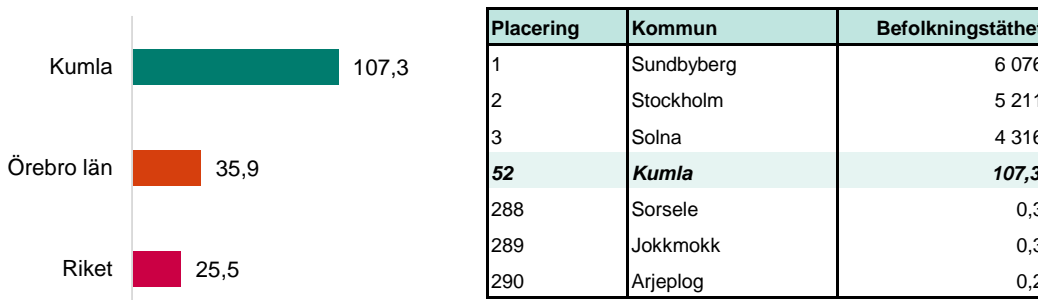 Kumla 107,3
Örebro län 35,9
Riket 25,5
Placering Kommun Befolkningstäthet
1 Sundbyberg 6 076
2 Stockholm 5 211
3 Solna 4 316
52 Kumla 107,3
288 Sorsele 0,3
289 Jokkmokk 0,3
290 Arjeplog 0,2